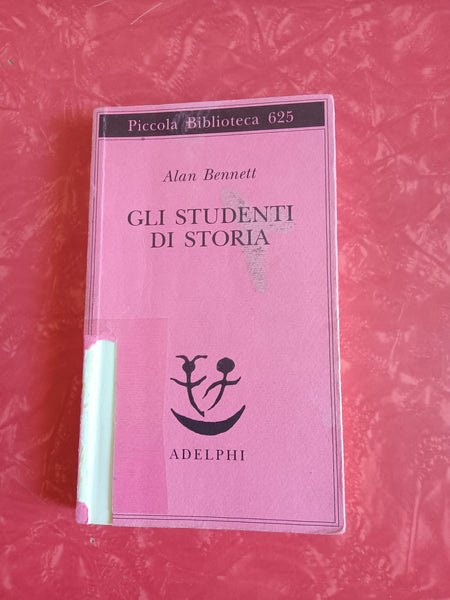 Piccola Biblioteca 625
Alan Bennett
GLI STUDENTI
DI STORIA
ADELPHI